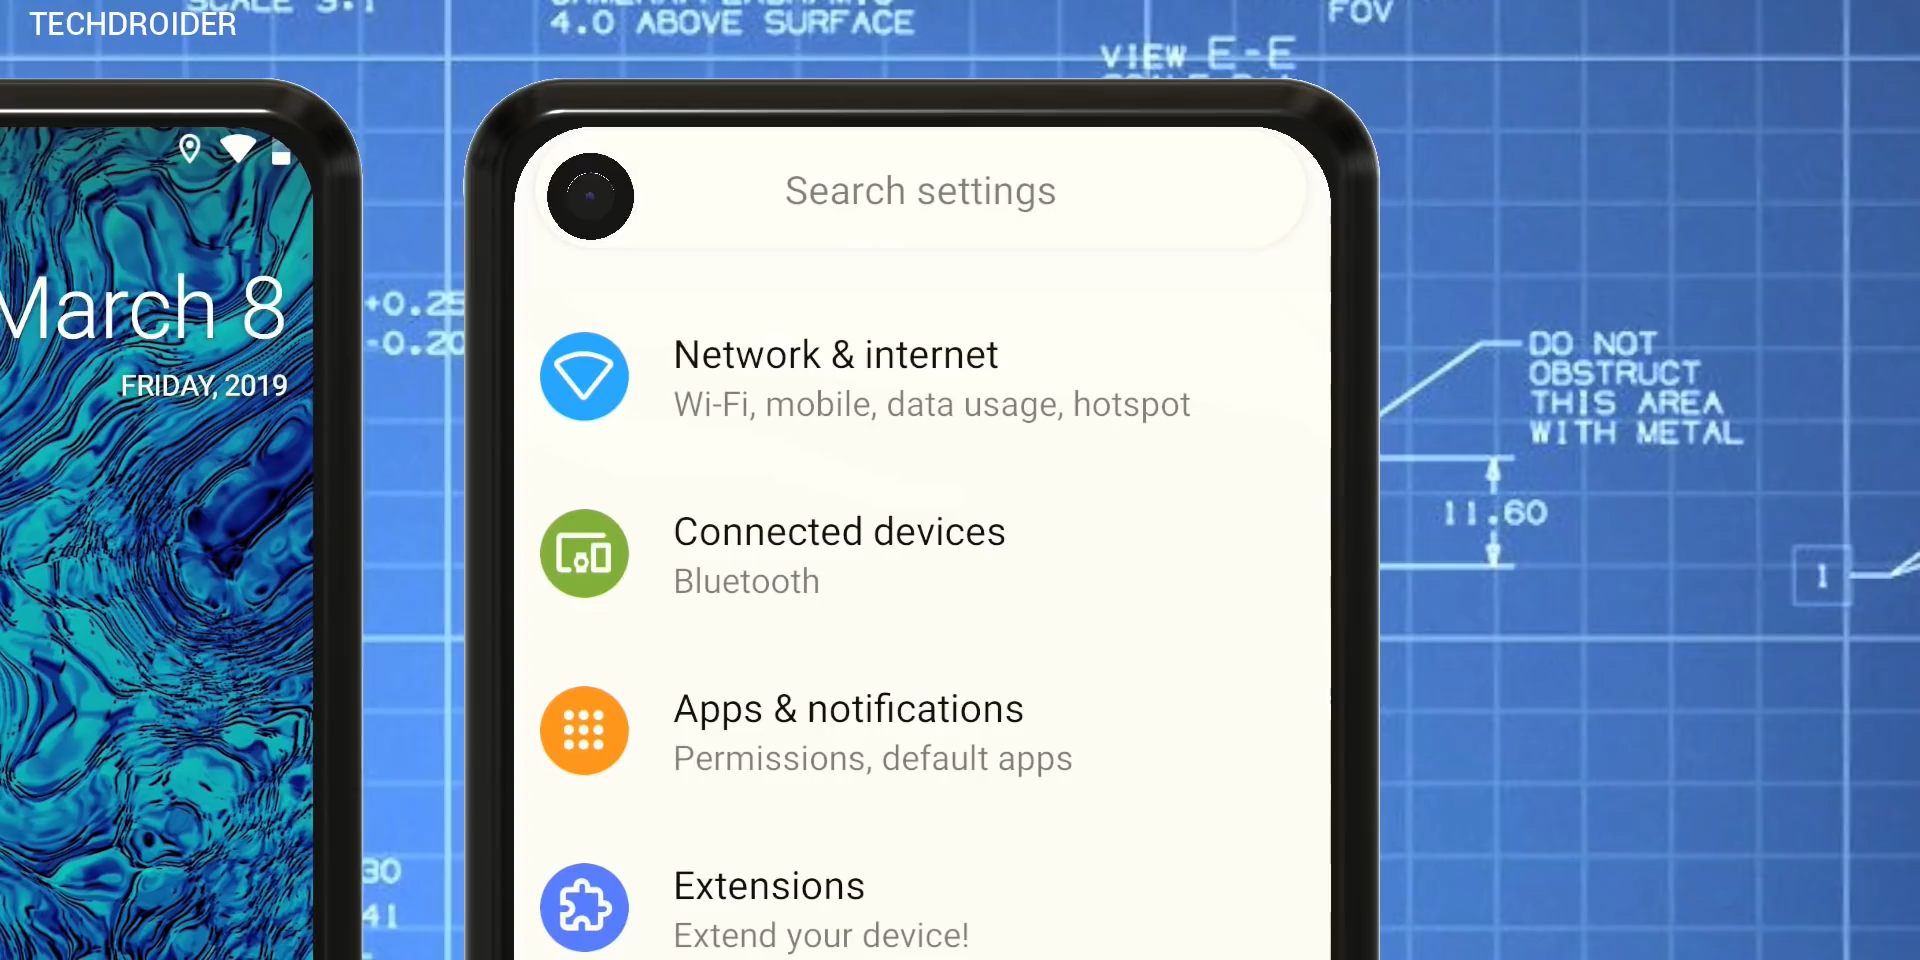 TECHDROIDER
4.0 ABOVE SURFACE
FOV
VIEW E-E
March 8
FRIDAY, 2019
+0.25
-0.20
Search settings
Network & internet
Wi-Fi, mobile, data usage, hotspot
Connected devices
Bluetooth
Apps & notifications
Permissions, default apps
Extensions
Extend your device!
DO NOT
OBSTRUCT
THIS AREA
WITH METAL
11.60
1
30
41